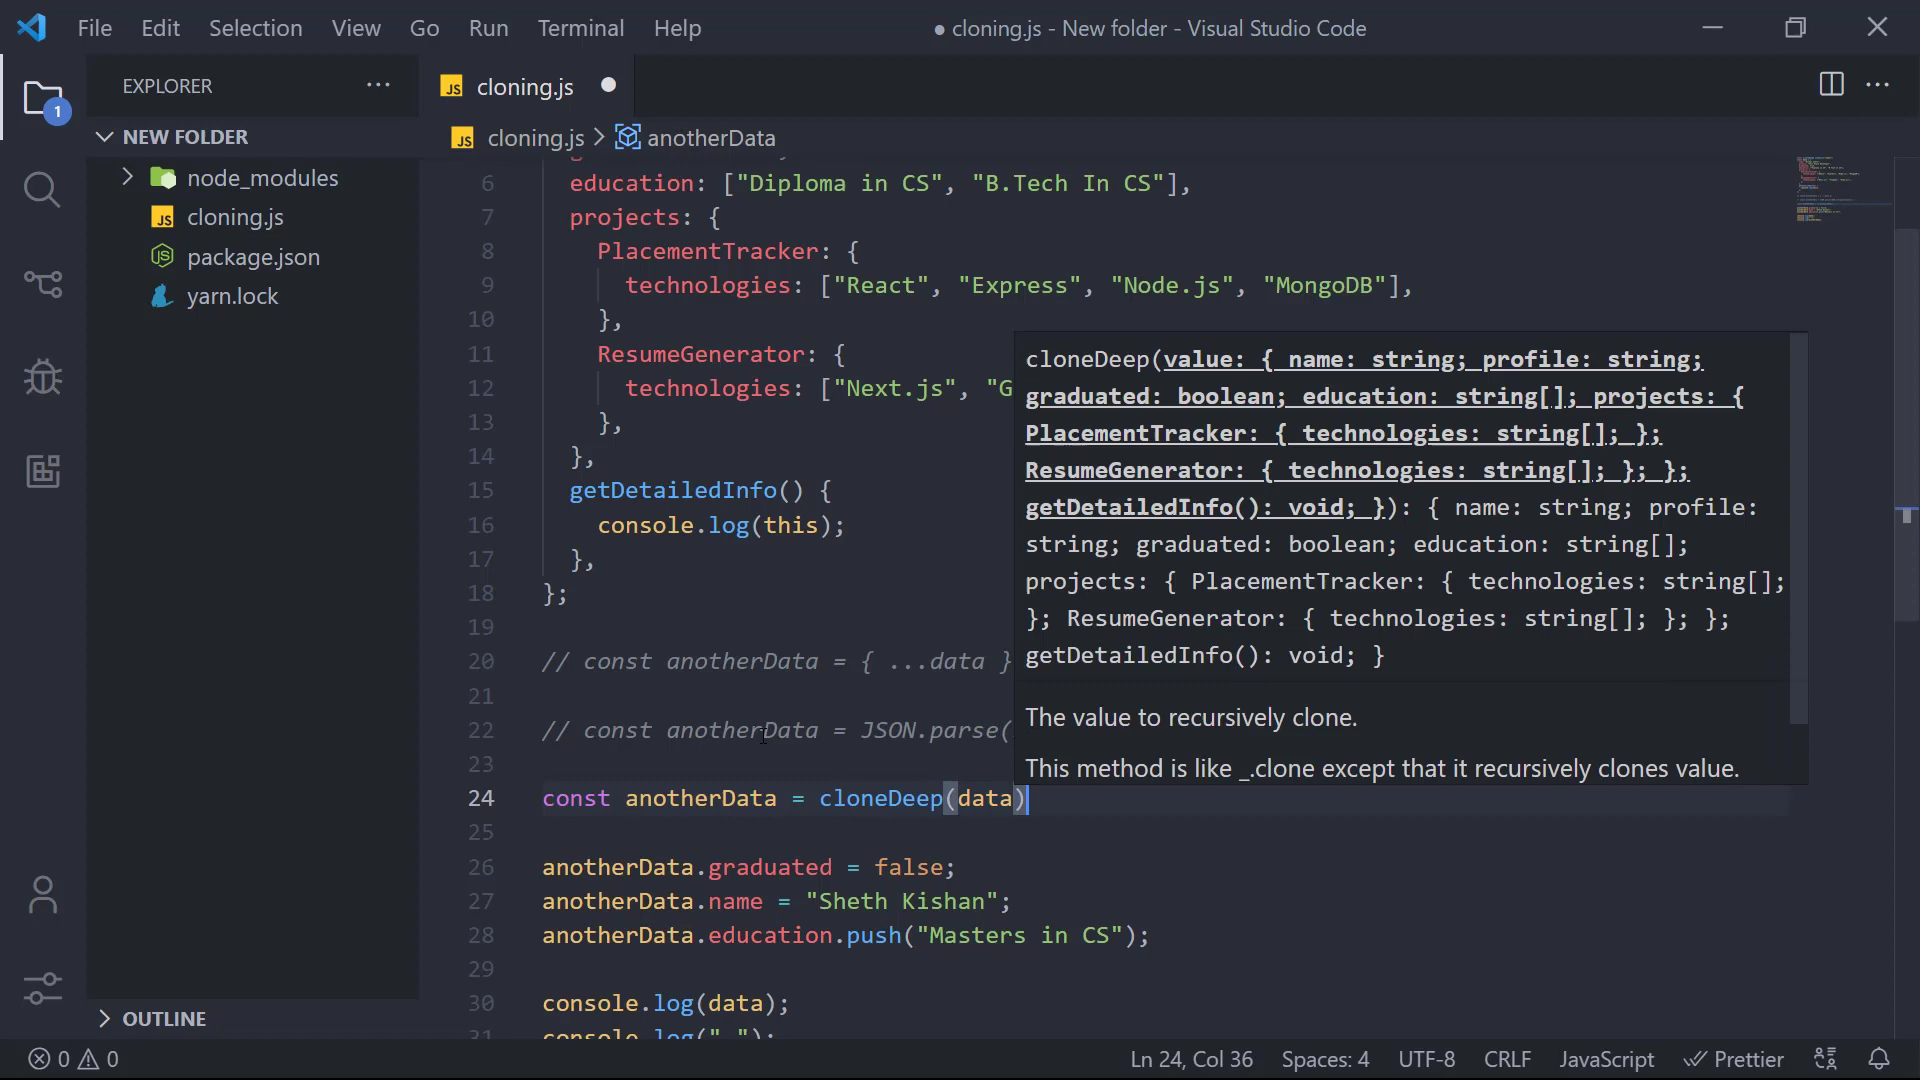 File Edit Selection View Go Run Terminal Help
● cloning.js - New folder - Visual Studio Code
EXPLORER
1
NEW FOLDER
node_modules
JS cloning.js
package.json
yarn.lock
OUTLINE
JS cloning.js
JS cloning.js > anotherData
6 education: ["Diploma in CS", "B.Tech In CS"],
7 projects: {
8 PlacementTracker: {
9 technologies: ["React", "Express", "Node.js", "MongoDB"],
10 },
11 ResumeGenerator: {
12 technologies: ["Next.js", "G
13 },
14 },
15 getDetailedInfo() {
16 console.log(this);
17 },
18 };
19
20 // const anotherData = { ...data }
21
22 // const anotherData = JSON.parse(
23
24 const anotherData = cloneDeep(data)
25
26 anotherData.graduated = false;
27 anotherData.name = "Sheth Kishan";
28 anotherData.education.push("Masters in CS");
29
30 console.log(data);
31 console.log("
cloneDeep(value: { name: string; profile: string;
graduated: boolean; education: string[]; projects: {
PlacementTracker: { technologies: string[]; };
ResumeGenerator: { technologies: string[]; }; };
getDetailedInfo(): void; }): { name: string; profile:
string; graduated: boolean; education: string[];
projects: { PlacementTracker: { technologies: string[];
}; ResumeGenerator: { technologies: string[]; }; };
getDetailedInfo(): void; }
The value to recursively clone.
This method is like _.clone except that it recursively clones value.
0 0
Ln 24, Col 36 Spaces: 4 UTF-8 CRLF JavaScript Prettier